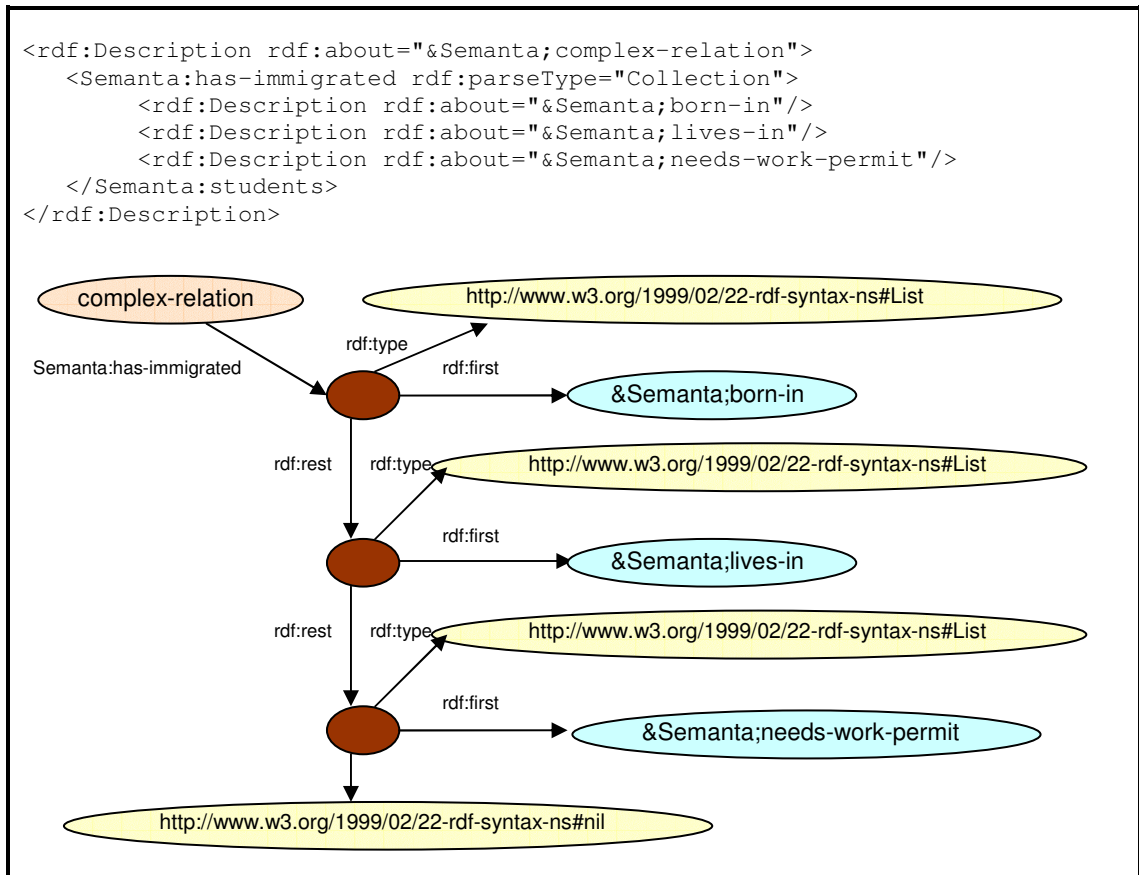 <rdf:Description rdf:about="&Semanta;complex-relation">
<Semanta:has-immigrated rdf:parseType="Collection">
<rdf:Description rdf:about="&Semanta;born-in"/>
<rdf:Description rdf:about="&Semanta;lives-in"/>
<rdf:Description rdf:about="&Semanta;needs-work-permit"/>
</Semanta:students>
</rdf:Description>
complex-relation
http://www.w3.org/1999/02/22-rdf-syntax-ns#List
rdf:type
Semanta:has-immigrated
rdf:first
&Semanta;born-in
rdf:rest
rdf:type
http://www.w3.org/1999/02/22-rdf-syntax-ns#List
rdf:first
&Semanta;lives-in
rdf:rest
rdf:type
http://www.w3.org/1999/02/22-rdf-syntax-ns#List
rdf:first
&Semanta;needs-work-permit
http://www.w3.org/1999/02/22-rdf-syntax-ns#nil